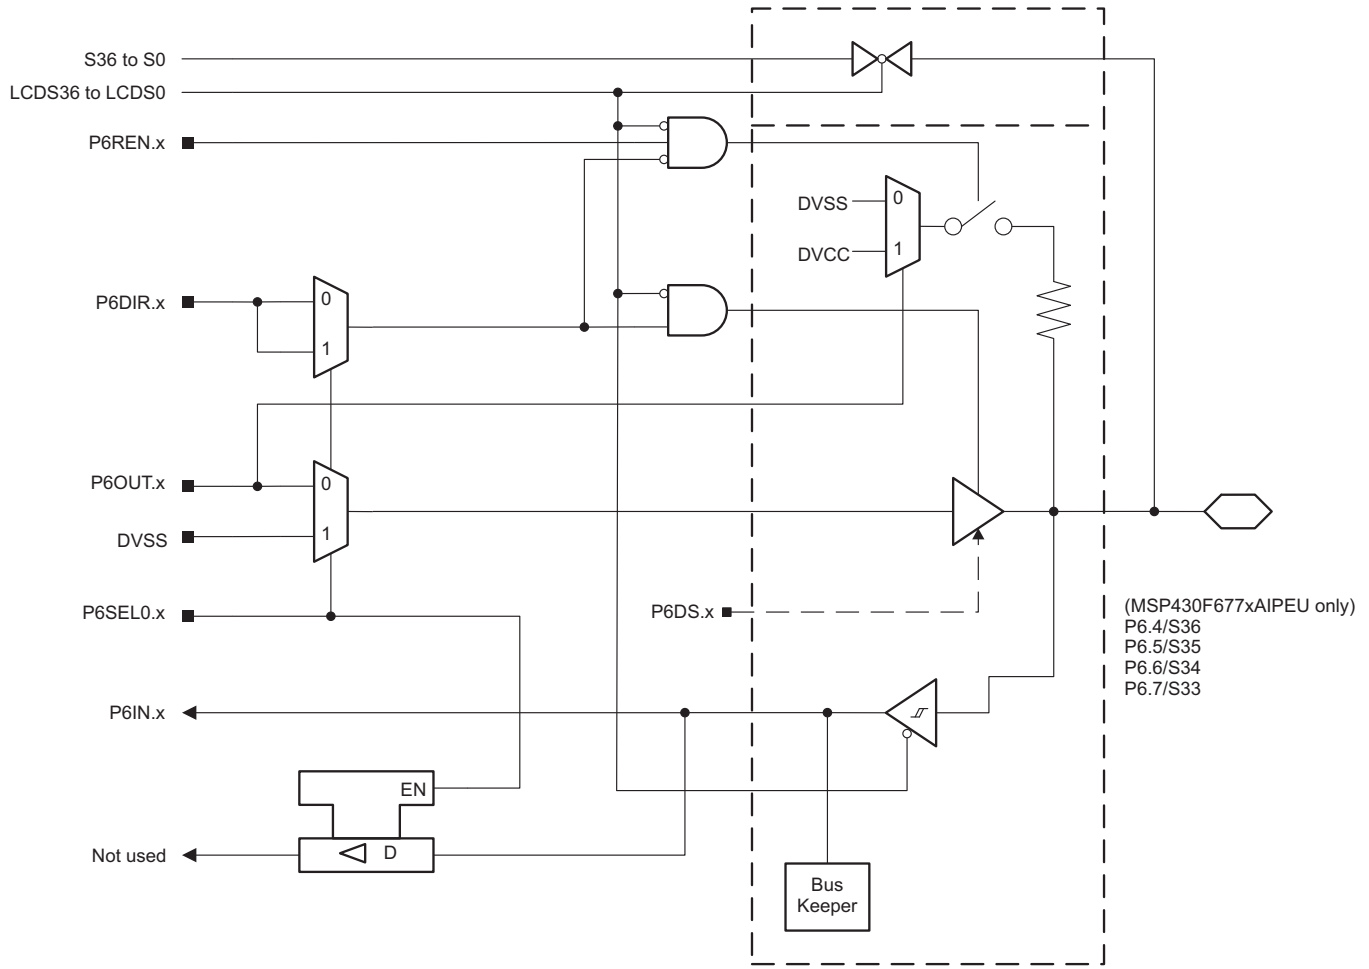 S36 to S0
LCDS36 to LCDS0
P6REN.x
DVSS
0
DVCC
1
P6DIR.x
0
1
P6OUT.x
0
DVSS
1
P6SEL0.x
P6DS.x
(MSP430F677xAIPEU only)
P6.4/S36
P6.5/S35
P6.6/S34
P6.7/S33
P6IN.x
EN
Not used
D
Bus
Keeper